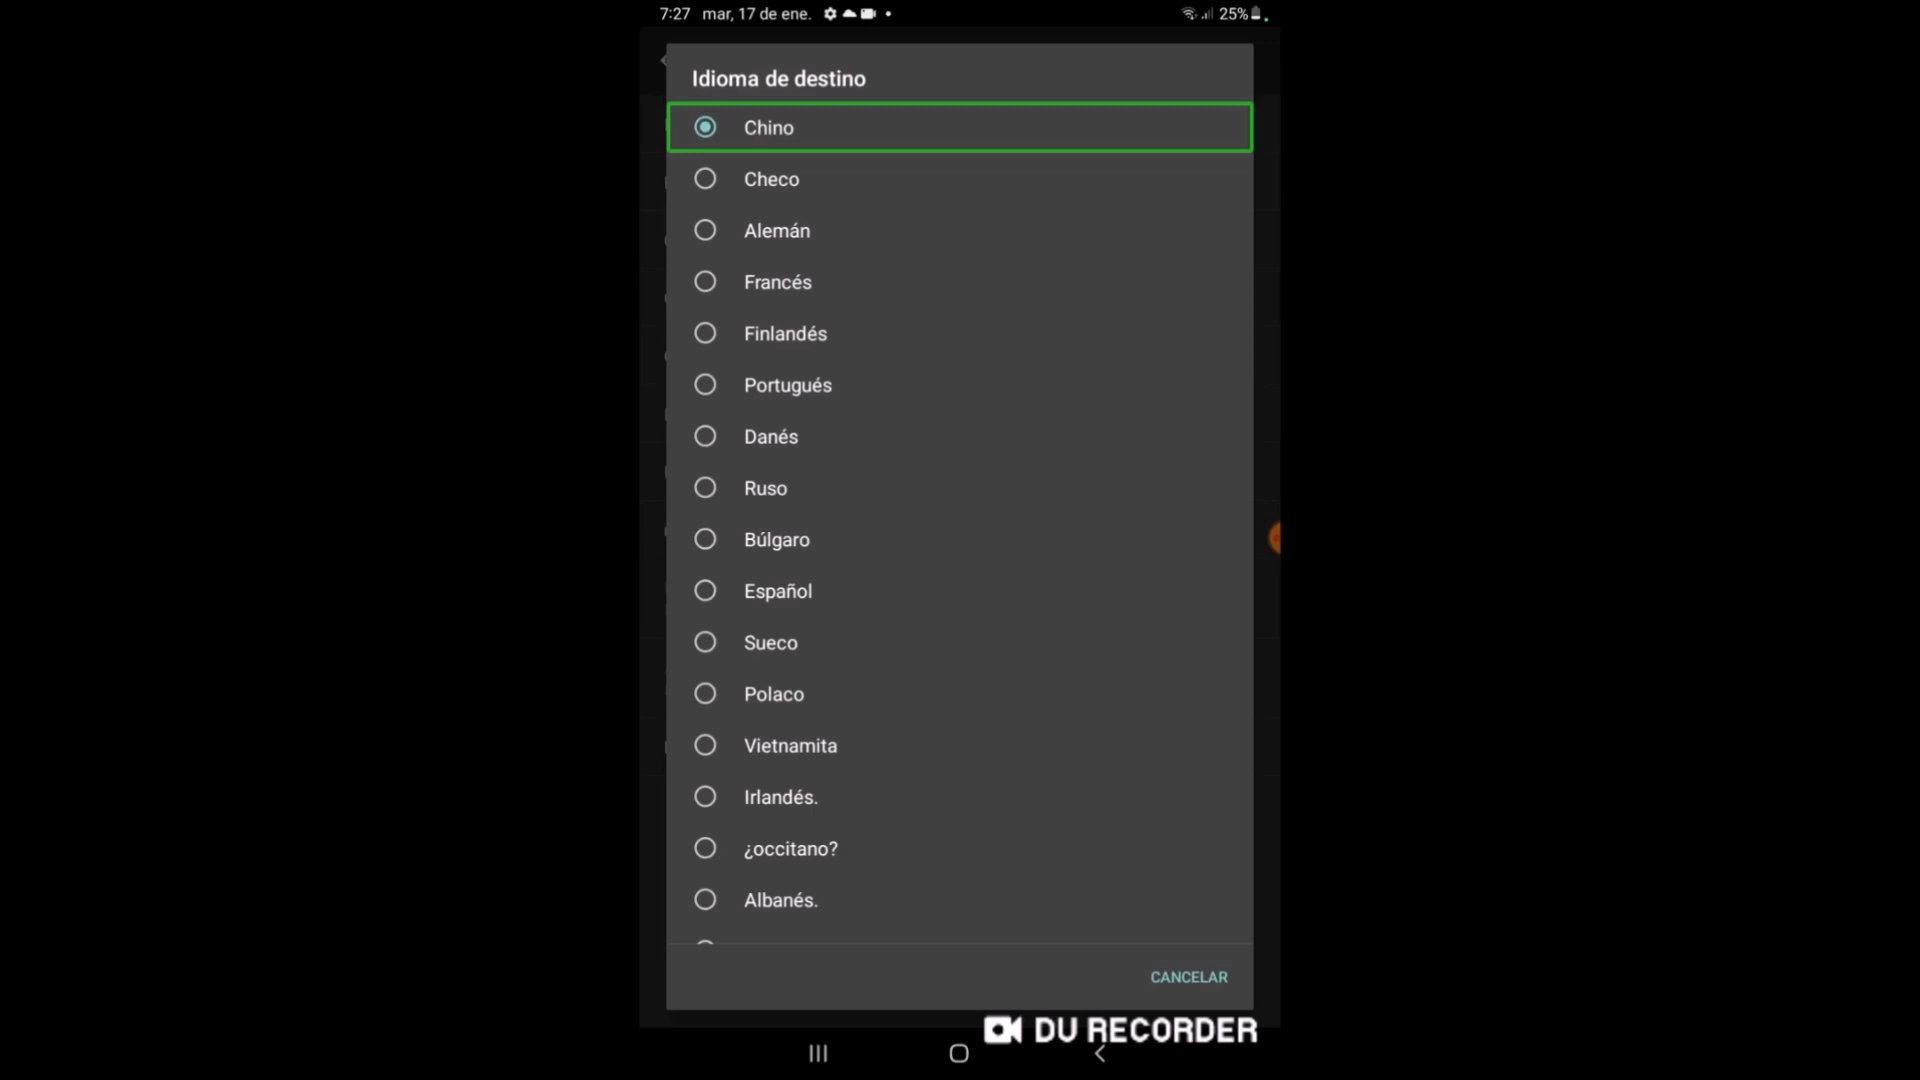 7:27 mar, 17 de ene.
25%
Idioma de destino
Chino
Checo
Alemán
Francés
Finlandés
Portugués
Danés
Ruso
Búlgaro
Español
Sueco
Polaco
Vietnamita
Irlandés.
¿occitano?
Albanés.
CANCELAR
DU RECORDER